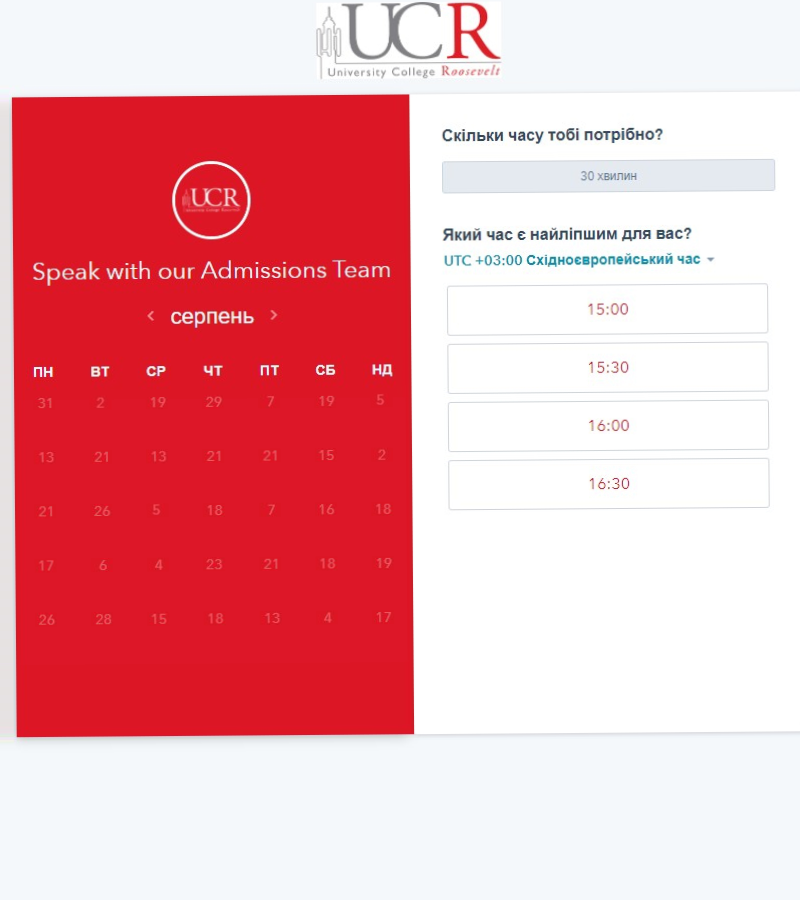 UCR
University College Roosevelt
UCR
University College Roosevelt
Speak with our Admissions Team
серпень
ПН ВТ СР ЧТ ПТ СБ НД
31 2 19 29 7 19 5
13 21 13 21 21 15 2
21 26 5 18 7 16 18
17 6 4 23 21 18 19
26 28 15 18 13 4 17
Скільки часу тобі потрібно?
30 хвилин
Який час є найліпшим для вас?
UTC +03:00 Східноєвропейський час
15:00
15:30
16:00
16:30